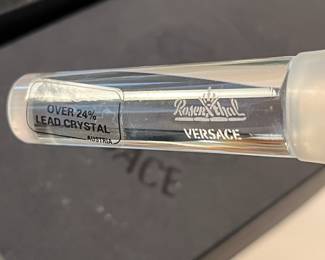 OVER 24%
LEAD CRYSTAL
AUSTRIA
Rosenthal
VERSACE
ACE